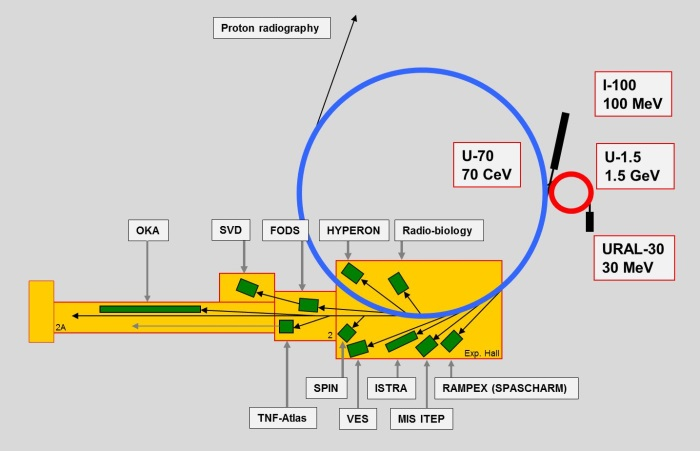 Proton radiography
I-100
100 MeV
U-70
70 CeV
U-1.5
1.5 GeV
URAL-30
30 MeV
OKA
SVD
FODS
HYPERON
Radio-biology
2A
2
Exp. Hall
SPIN
ISTRA
RAMPEX (SPASCHARM)
TNF-Atlas
VES
MIS ITEP